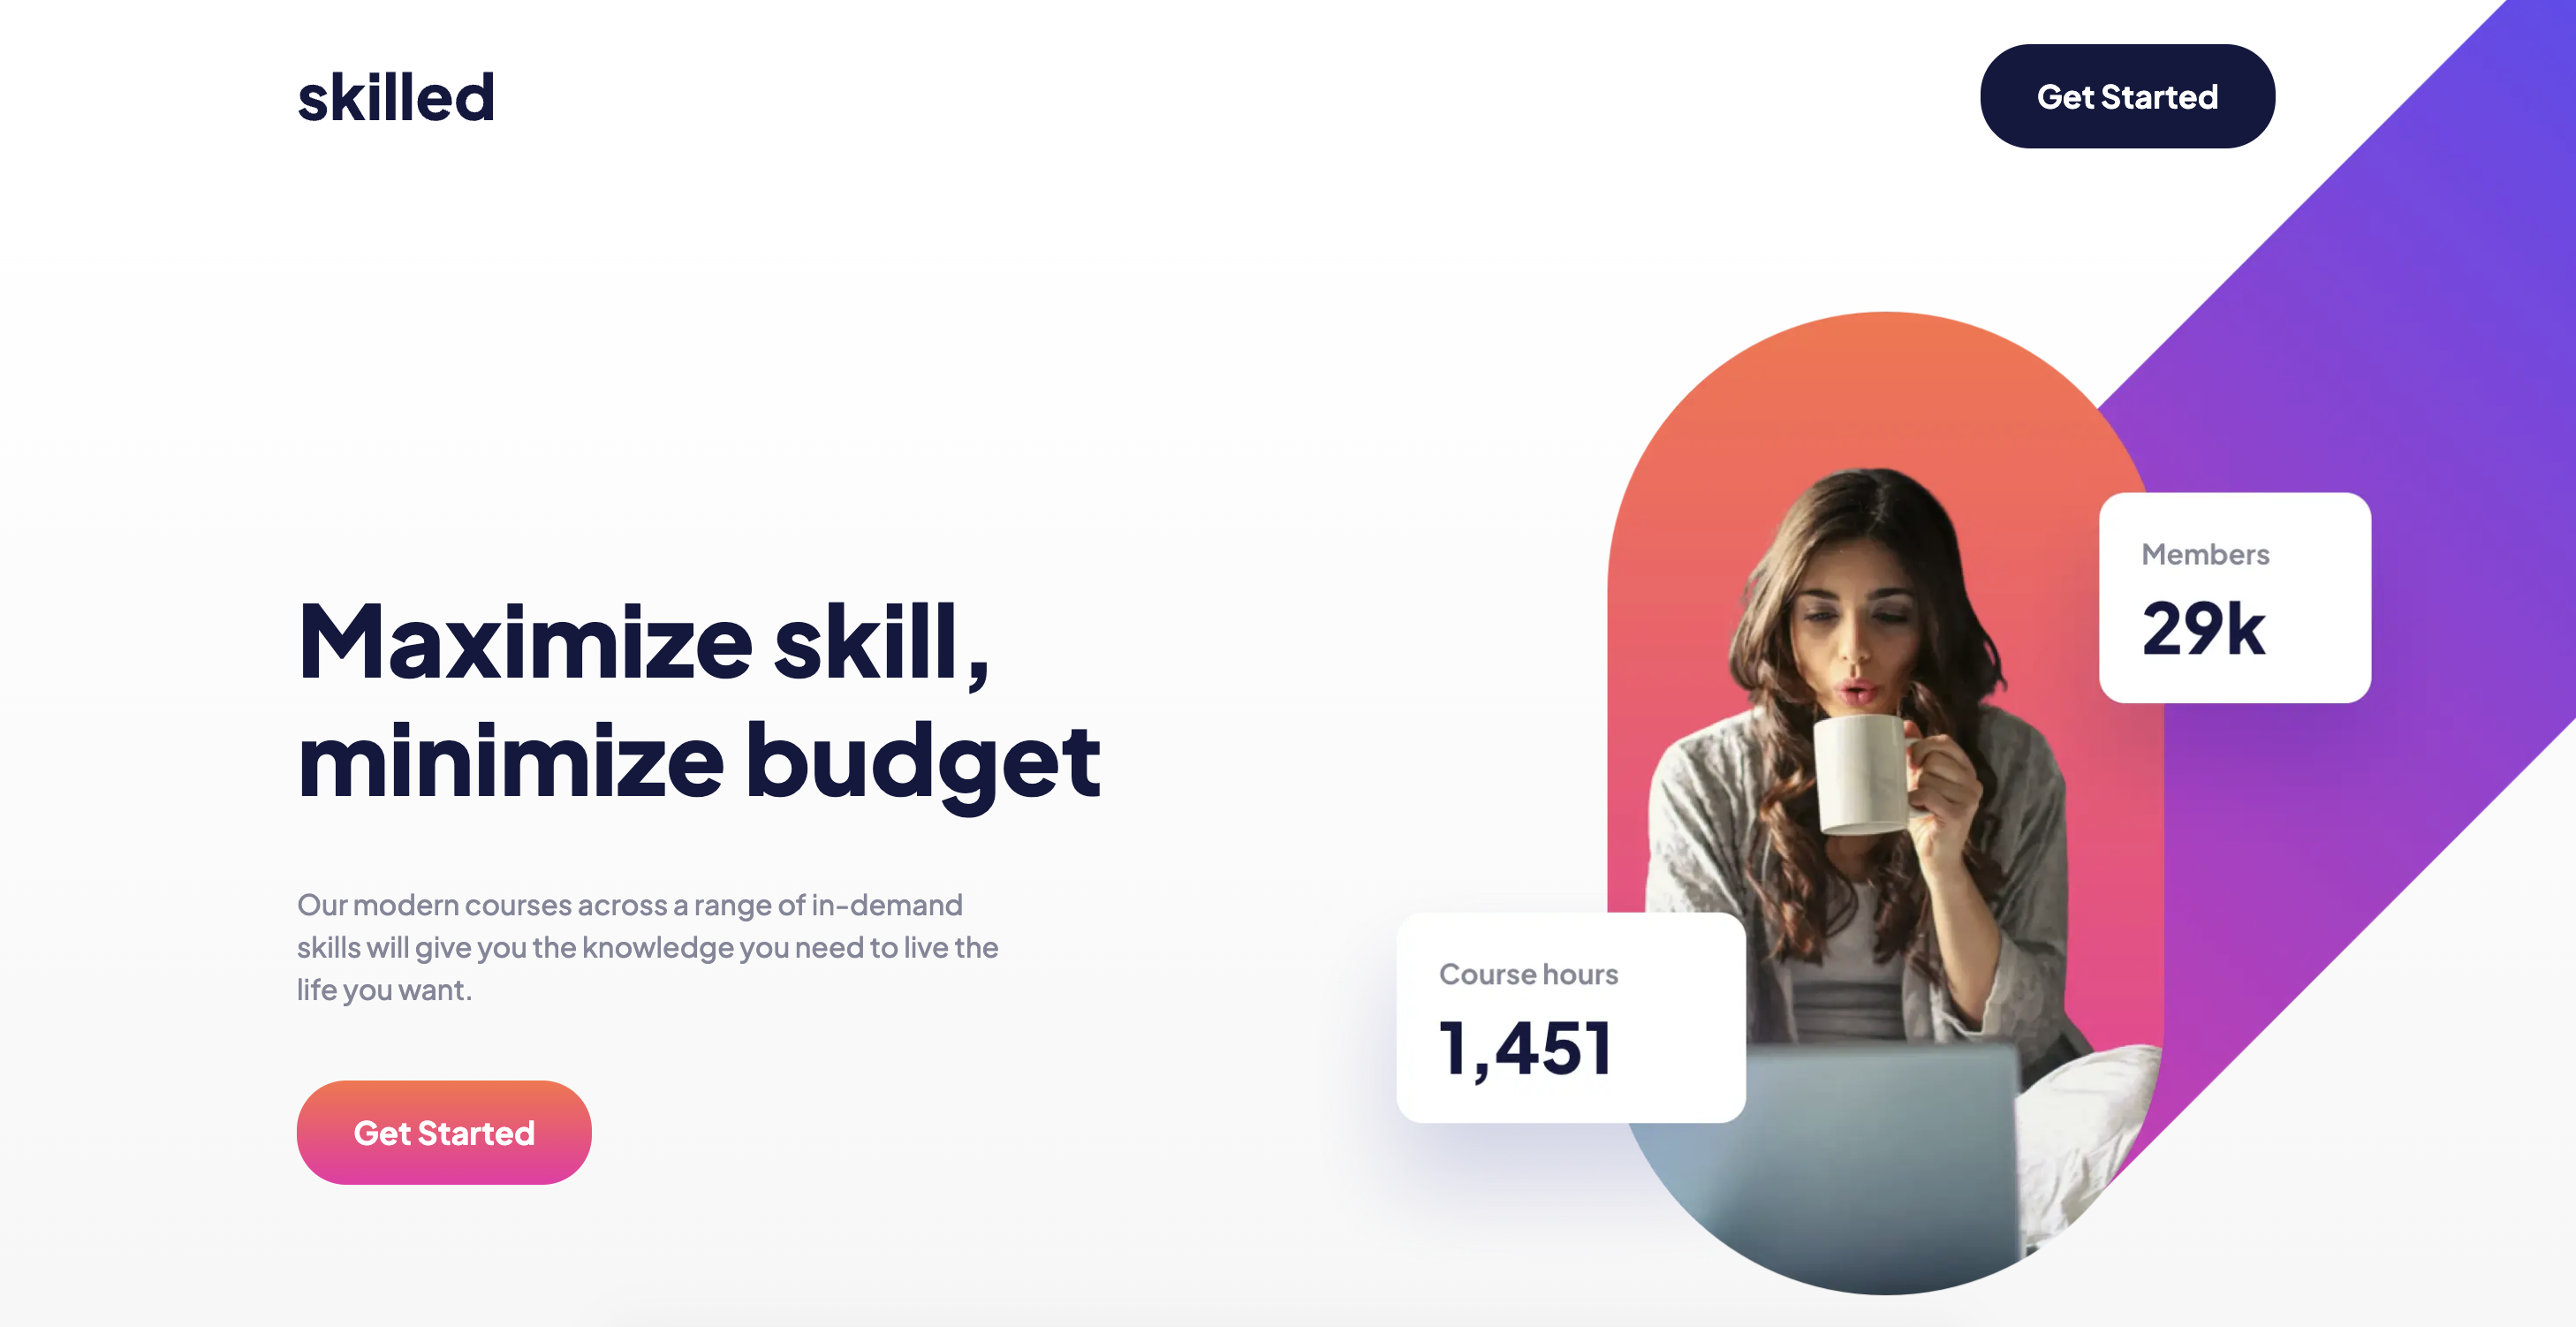 skilled
Get Started
Maximize skill,
minimize budget
Our modern courses across a range of in-demand
skills will give you the knowledge you need to live the
life you want.
Get Started
Members
29k
Course hours
1,451